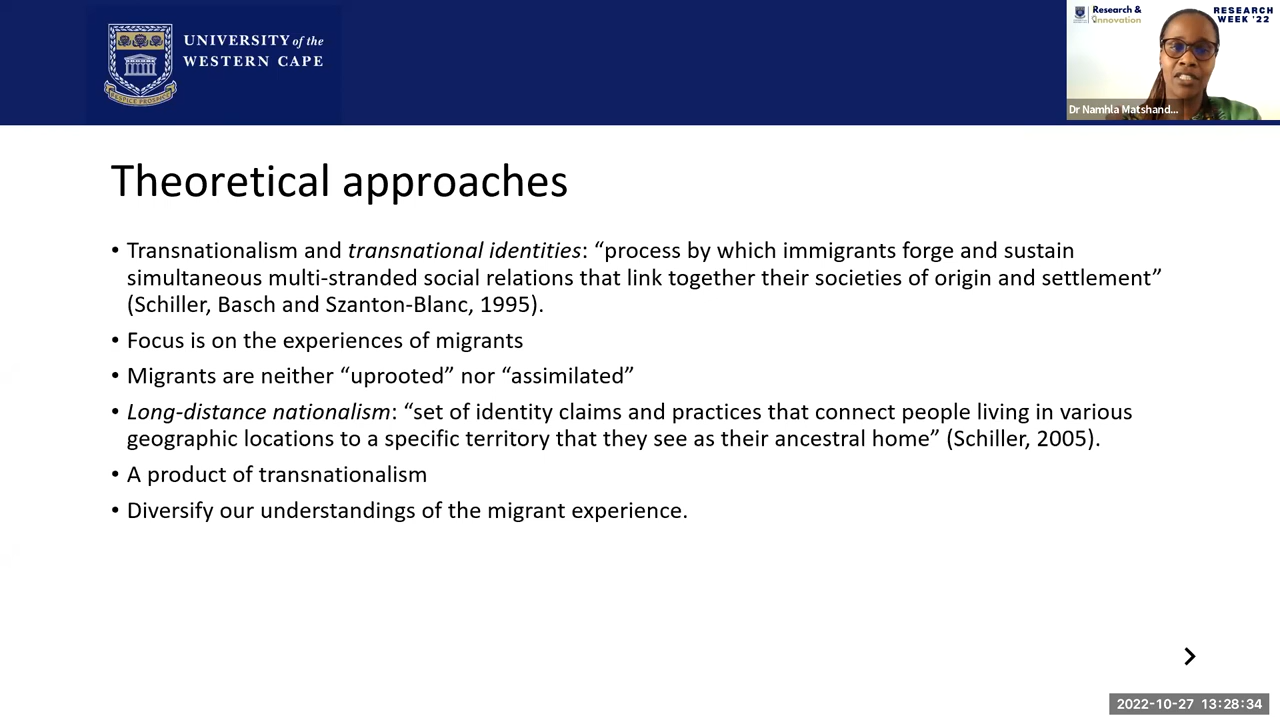 UNIVERSITY of the
WESTERN CAPE
Research &
Innovation
RESEARCH
WEEK '22
Dr Namhla Matshand...
Theoretical approaches
• Transnationalism and transnational identities: “process by which immigrants forge and sustain
simultaneous multi-stranded social relations that link together their societies of origin and settlement”
(Schiller, Basch and Szanton-Blanc, 1995).
• Focus is on the experiences of migrants
• Migrants are neither “uprooted” nor “assimilated”
• Long-distance nationalism: “set of identity claims and practices that connect people living in various
geographic locations to a specific territory that they see as their ancestral home” (Schiller, 2005).
• A product of transnationalism
• Diversify our understandings of the migrant experience.
2022-10-27 13:28:34